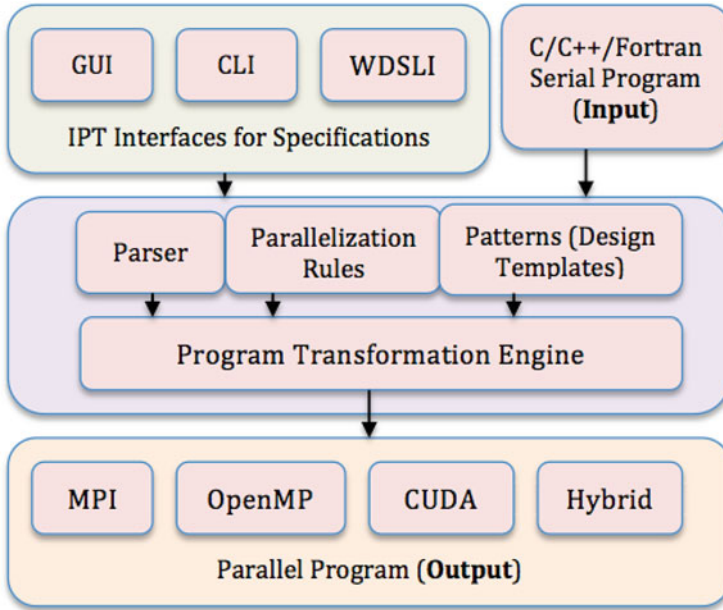 GUI
CLI
WDSLI
IPT Interfaces for Specifications
C/C++/Fortran
Serial Program
(Input)
Parser
Parallelization
Rules
Patterns (Design
Templates)
Program Transformation Engine
MPI
OpenMP
CUDA
Hybrid
Parallel Program (Output)